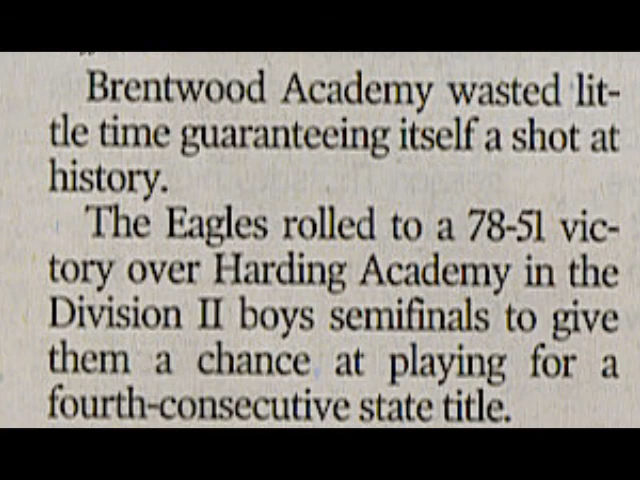 Brentwood Academy wasted lit-
tle time guaranteeing itself a shot at
history.
The Eagles rolled to a 78-51 vic-
tory over Harding Academy in the
Division II boys semifinals to give
them a chance at playing for a
fourth-consecutive state title.